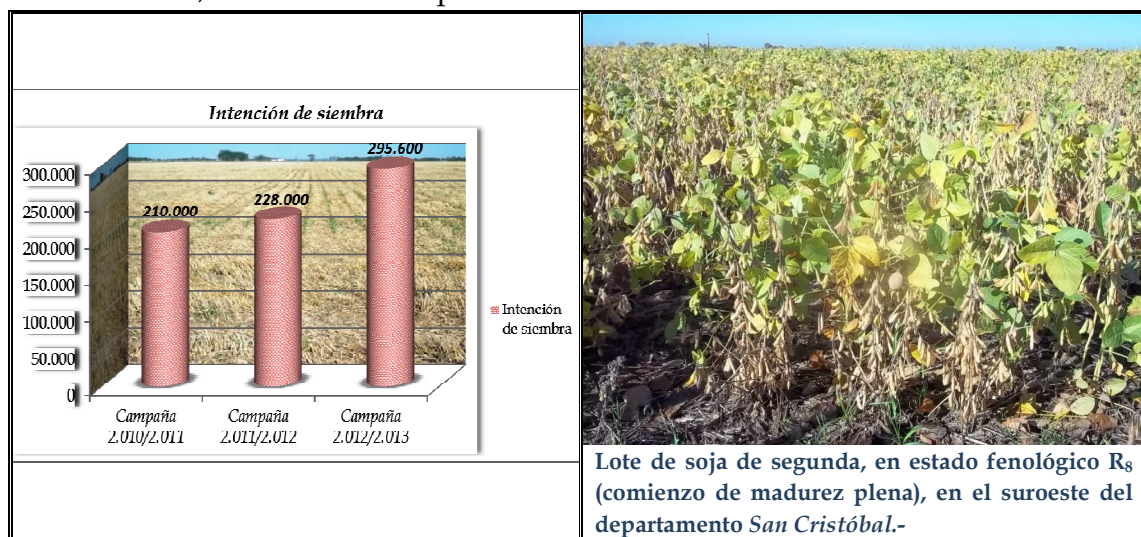 Intención de siembra
300.000
250.000
200.000
150.000
100.000
50.000
0
210.000
228.000
295.600
Campaña
2.010/2.011
Campaña
2.011/2.012
Campaña
2.012/2.013
Intención
de siembra
Lote de soja de segunda, en estado fenológico R₈
(comienzo de madurez plena), en el suroeste del
departamento San Cristóbal.-